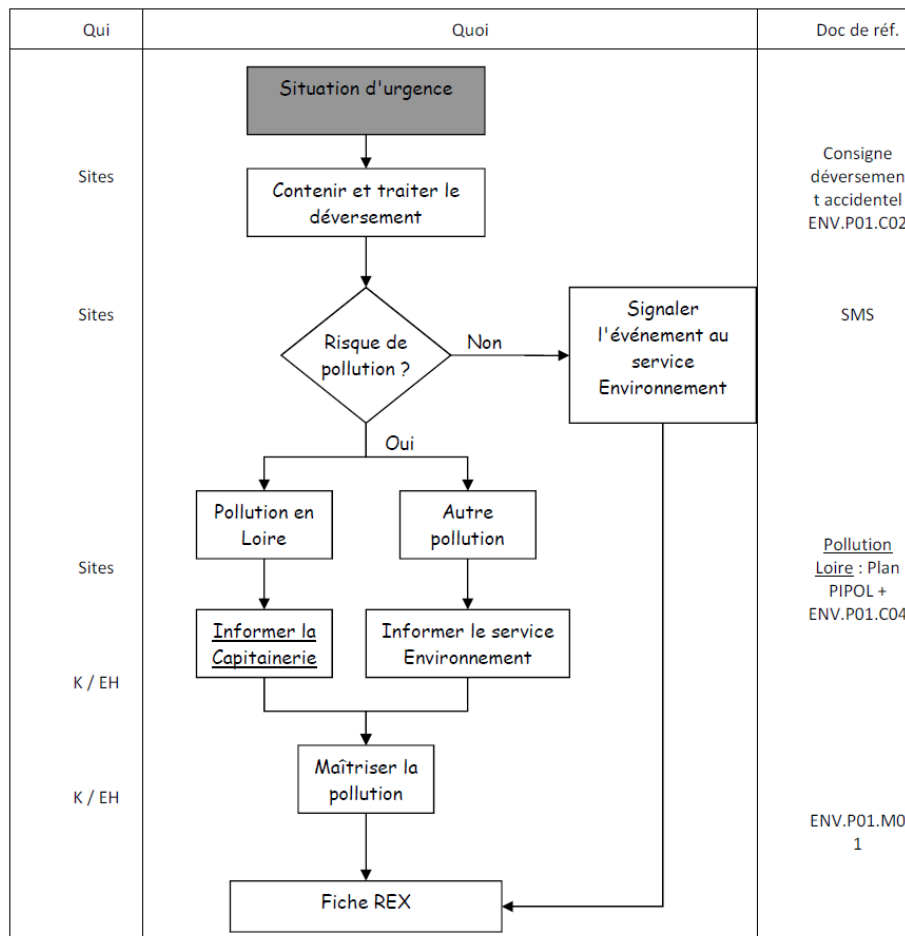 Qui
Quoi
Doc de réf.
Situation d'urgence
Sites
Contenir et traiter le
déversement
Consigne
déversemen
t accidentel
ENV.P01.C02
Sites
Risque de
pollution ?
Non
Signaler
l'événement au
service
Environnement
SMS
Oui
Pollution en
Loire
Autre
pollution
Sites
Pollution
Loire : Plan
PIPOL +
ENV.P01.C04
Informer la
Capitainerie
Informer le service
Environnement
K / EH
Maîtriser la
pollution
K / EH
ENV.P01.M0
1
Fiche REX